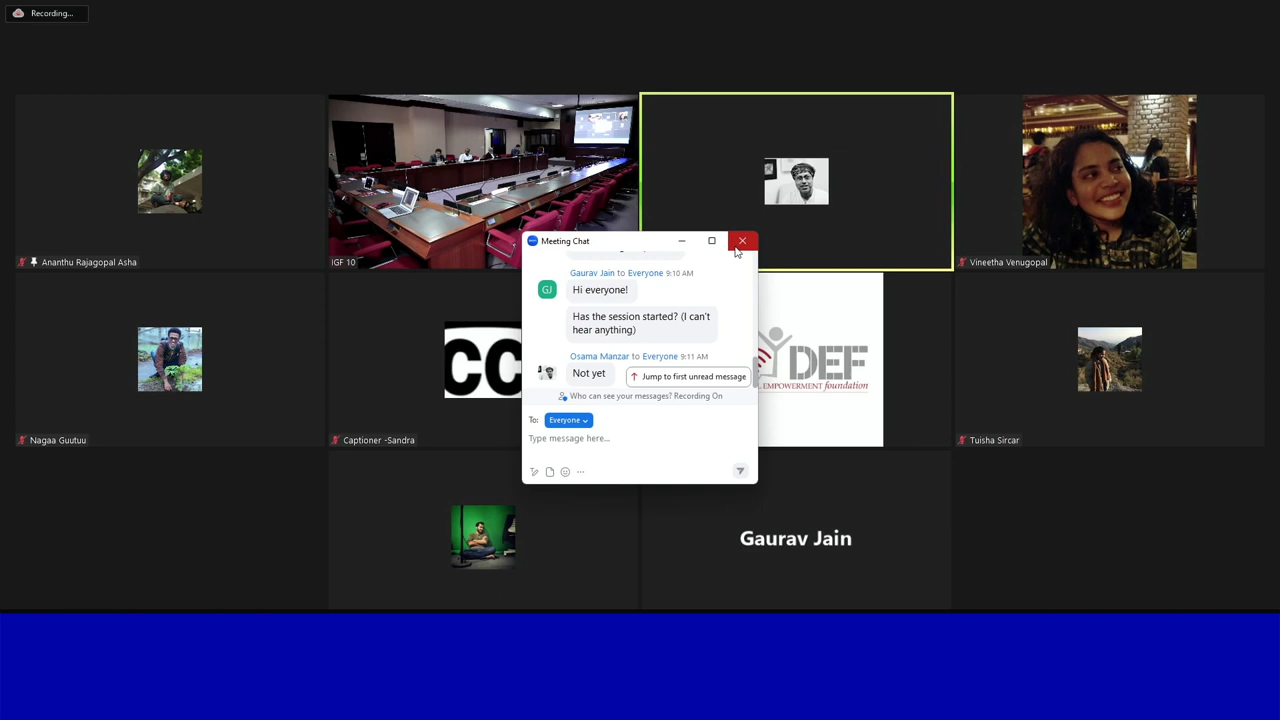 Recording...
Ananthu Rajagopal Asha
IGF 10
Vineetha Venugopal
Meeting Chat
Gaurav Jain to Everyone 9:10 AM
GJ
Hi everyone!
Has the session started? (I can't
hear anything)
Osama Manzar to Everyone 9:11 AM
Not yet
Jump to first unread message
Who can see your messages? Recording On
To: Everyone
Type message here...
CC
DEF
EMPOWERMENT foundation
Nagaa Guutuu
Captioner -Sandra
Tuisha Sircar
Gaurav Jain